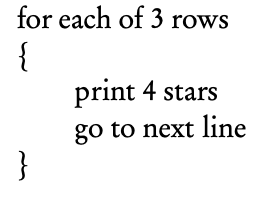 for each of 3 rows
{
print 4 stars
go to next line
}